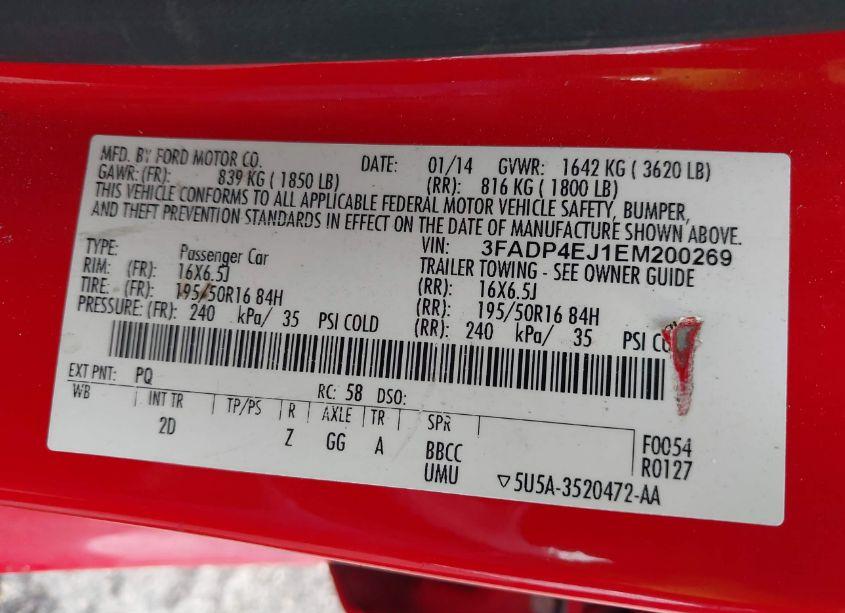 MFD. BY FORD MOTOR CO. DATE: 01/14 GVWR: 1642 KG ( 3620 LB)
GAWR: (FR): 839 KG ( 1850 LB) (RR): 816 KG ( 1800 LB)
THIS VEHICLE CONFORMS TO ALL APPLICABLE FEDERAL MOTOR VEHICLE SAFETY, BUMPER,
AND THEFT PREVENTION STANDARDS IN EFFECT ON THE DATE OF MANUFACTURE SHOWN ABOVE.
VIN: 3FADP4EJ1EM200269
TYPE: Passenger Car TRAILER TOWING - SEE OWNER GUIDE
RIM: (FR): 16X6.5J (RR): 16X6.5J
TIRE: (FR): 195/50R16 84H (RR): 195/50R16 84H
PRESSURE: (FR): 240 kPa/ 35 PSI COLD (RR): 240 kPa/ 35 PSI
EXT PNT: PQ RC: 58 DSO:
WB INT TR TP/PS R AXLE TR SPR
2D Z GG A BBCC F0054
UMU R0127
5U5A-3520472-AA